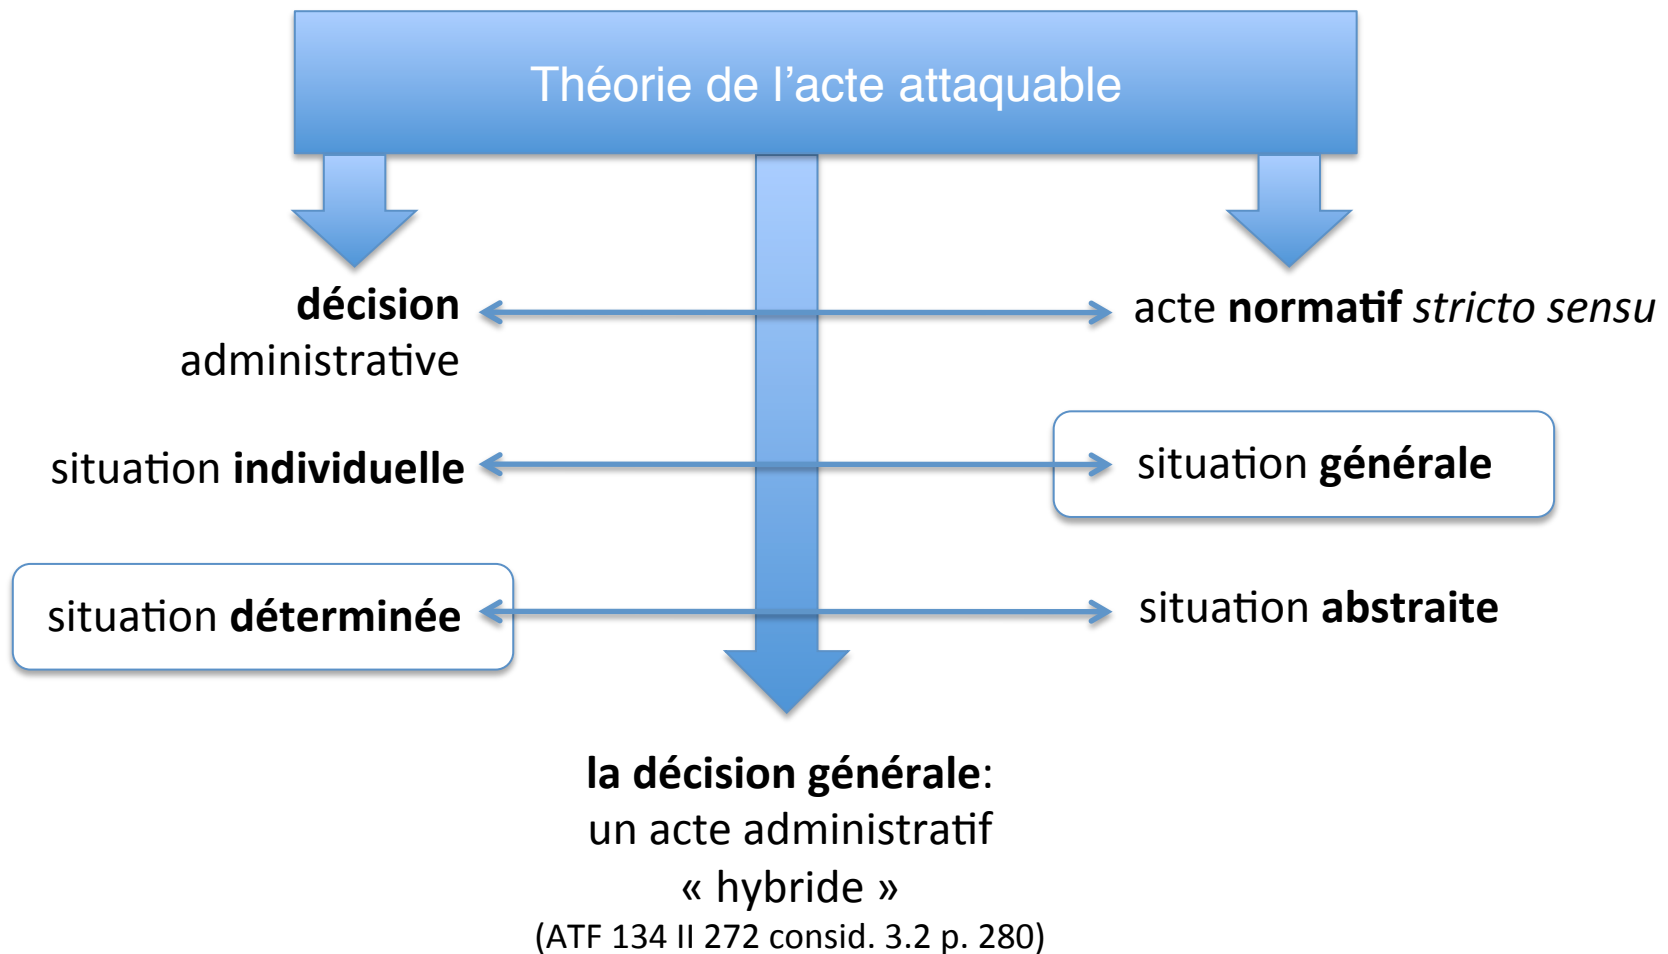 Théorie de l’acte attaquable
décision
administrative
acte normatif stricto sensu
situation individuelle
situation générale
situation déterminée
situation abstraite
la décision générale:
un acte administratif
« hybride »
(ATF 134 II 272 consid. 3.2 p. 280)